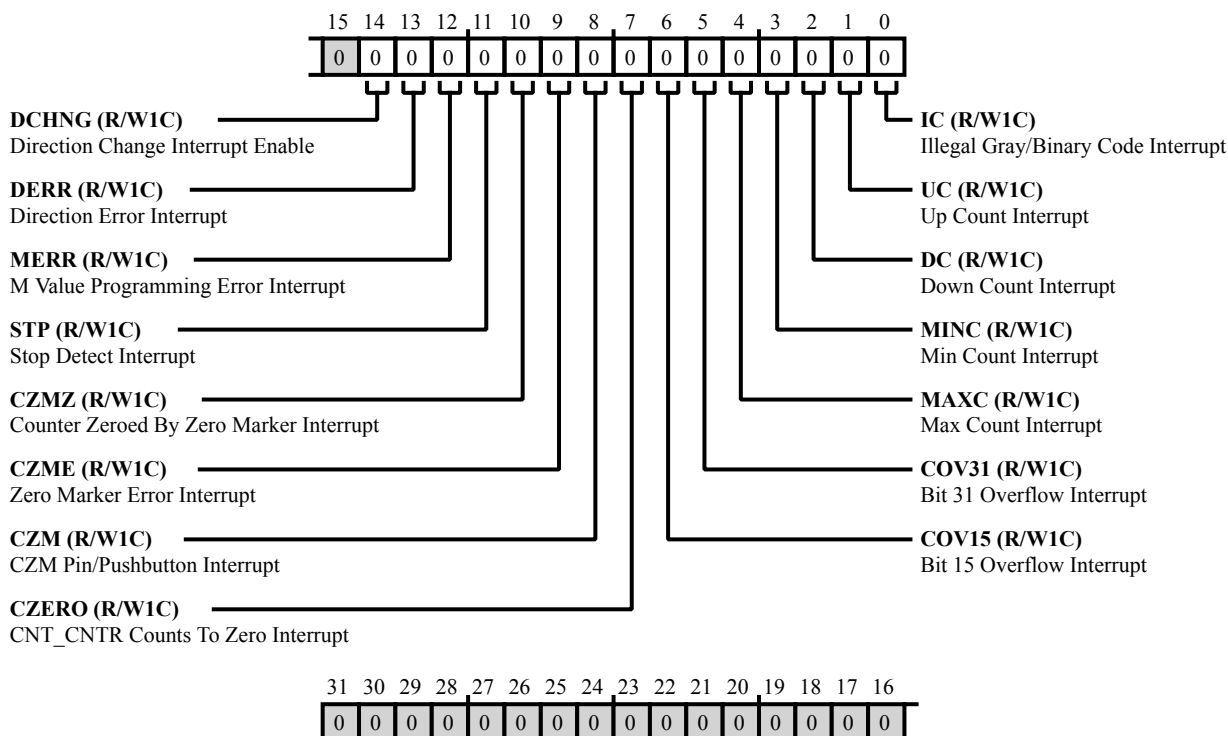 15 14 13 12 11 10 9 8 7 6 5 4 3 2 1 0
0 0 0 0 0 0 0 0 0 0 0 0 0 0 0 0
DCHNG (R/W1C)
Direction Change Interrupt Enable
DERR (R/W1C)
Direction Error Interrupt
MERR (R/W1C)
M Value Programming Error Interrupt
STP (R/W1C)
Stop Detect Interrupt
CZMZ (R/W1C)
Counter Zeroed By Zero Marker Interrupt
CZME (R/W1C)
Zero Marker Error Interrupt
CZM (R/W1C)
CZM Pin/Pushbutton Interrupt
CZERO (R/W1C)
CNT_CNTR Counts To Zero Interrupt
IC (R/W1C)
Illegal Gray/Binary Code Interrupt
UC (R/W1C)
Up Count Interrupt
DC (R/W1C)
Down Count Interrupt
MINC (R/W1C)
Min Count Interrupt
MAXC (R/W1C)
Max Count Interrupt
COV31 (R/W1C)
Bit 31 Overflow Interrupt
COV15 (R/W1C)
Bit 15 Overflow Interrupt
31 30 29 28 27 26 25 24 23 22 21 20 19 18 17 16
0 0 0 0 0 0 0 0 0 0 0 0 0 0 0 0